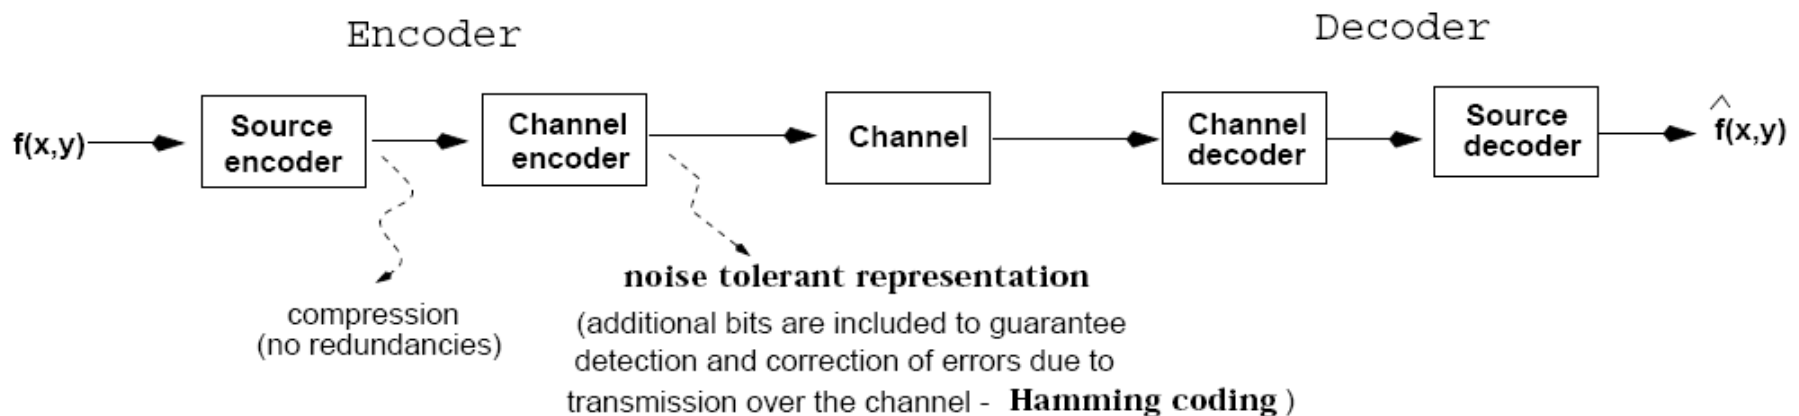 Encoder
Decoder
f(x,y)
Source
encoder
Channel
encoder
Channel
Channel
decoder
Source
decoder
^
f(x,y)
compression
(no redundancies)
noise tolerant representation
(additional bits are included to guarantee
detection and correction of errors due to
transmission over the channel - Hamming coding )